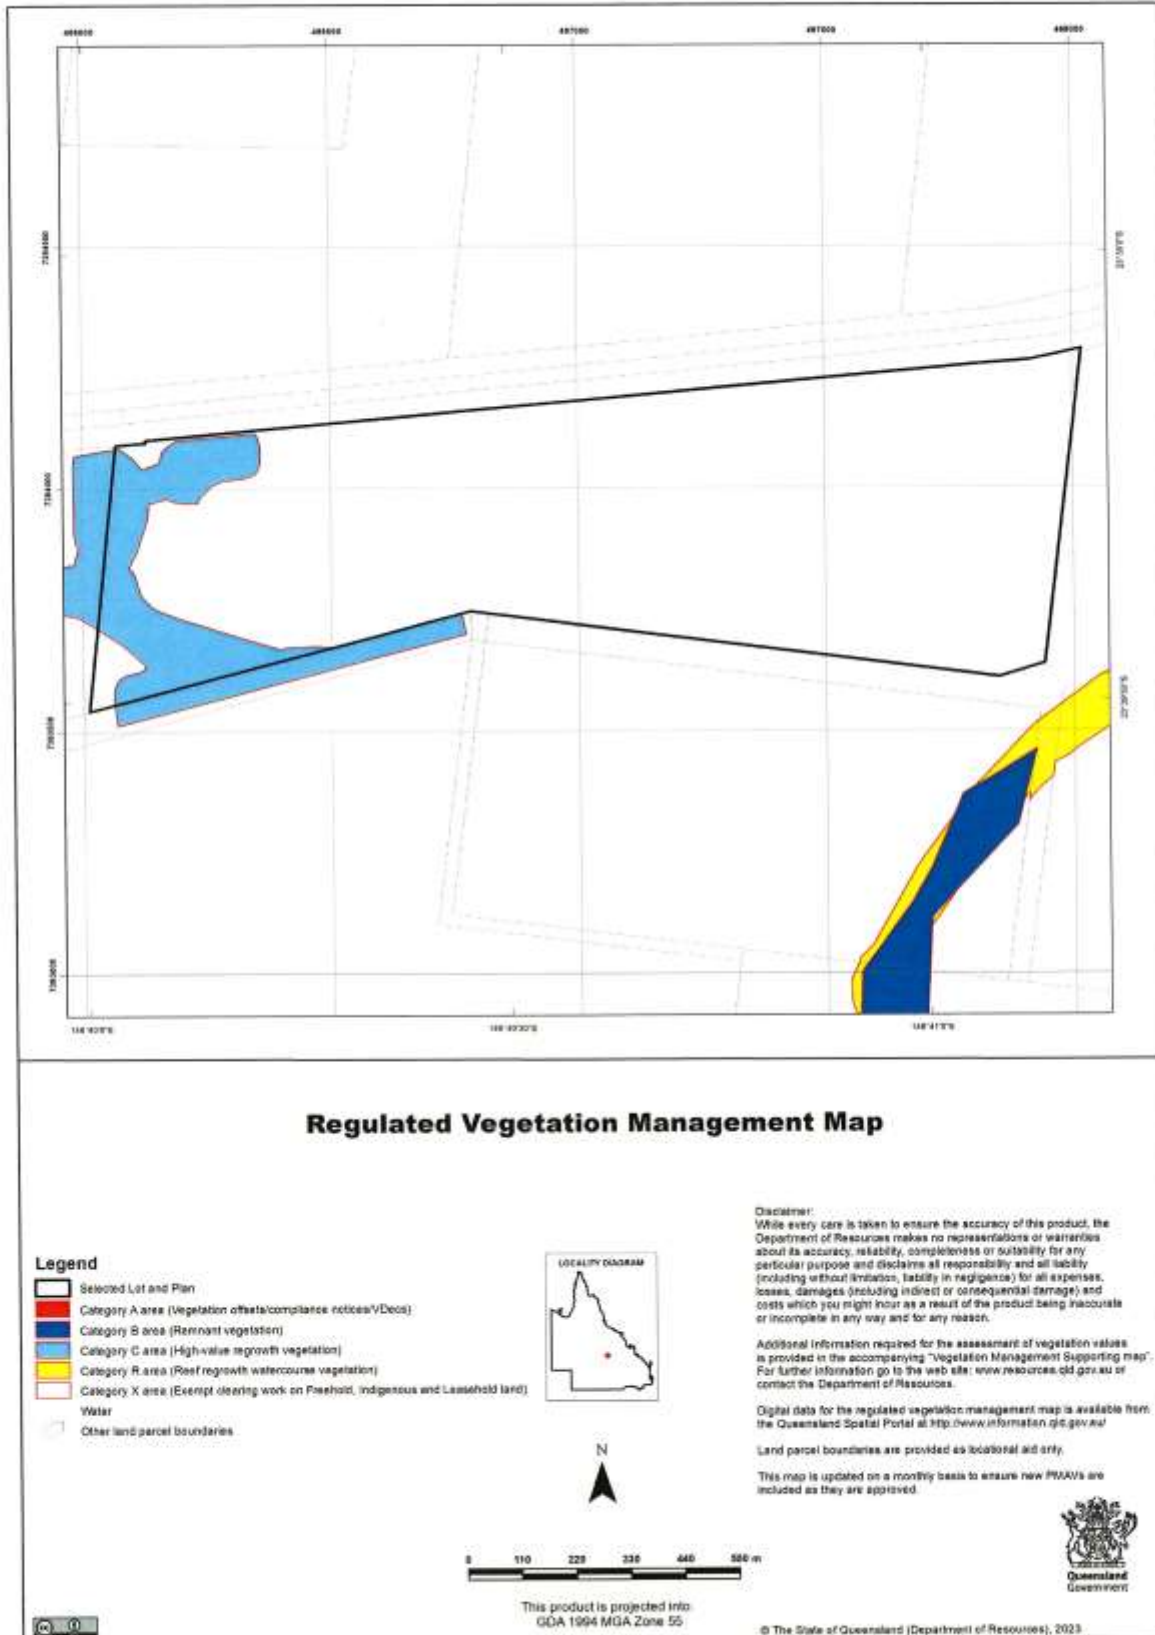 Regulated Vegetation Management Map
Legend
Selected Lot and Plan
Category A area (Vegetation offsets/compliance notices/VDecs)
Category B area (Remnant vegetation)
Category C area (High-value regrowth vegetation)
Category R area (Reef regrowth watercourse vegetation)
Category X area (Exempt clearing work on Freehold, Indigenous and Leasehold land)
Water
Other land parcel boundaries
LOCALITY DIAGRAM
N
0 110 220 330 440 550 m
This product is projected into:
GDA 1994 MGA Zone 55
Disclaimer:
While every care is taken to ensure the accuracy of this product, the
Department of Resources makes no representations or warranties
about its accuracy, reliability, completeness or suitability for any
particular purpose and disclaims all responsibility and all liability
(including without limitation, liability in negligence) for all expenses,
losses, damages (including indirect or consequential damage) and
costs which you might incur as a result of the product being inaccurate
or incomplete in any way and for any reason.
Additional information required for the assessment of vegetation values
is provided in the accompanying "Vegetation Management Supporting map".
For further information go to the web site: www.resources.qld.gov.au or
contact the Department of Resources.
Digital data for the regulated vegetation management map is available from
the Queensland Spatial Portal at http://www.information.qld.gov.au/
Land parcel boundaries are provided as locational aid only.
This map is updated on a monthly basis to ensure new PMAVs are
included as they are approved.
Queensland
Government
© The State of Queensland (Department of Resources), 2023